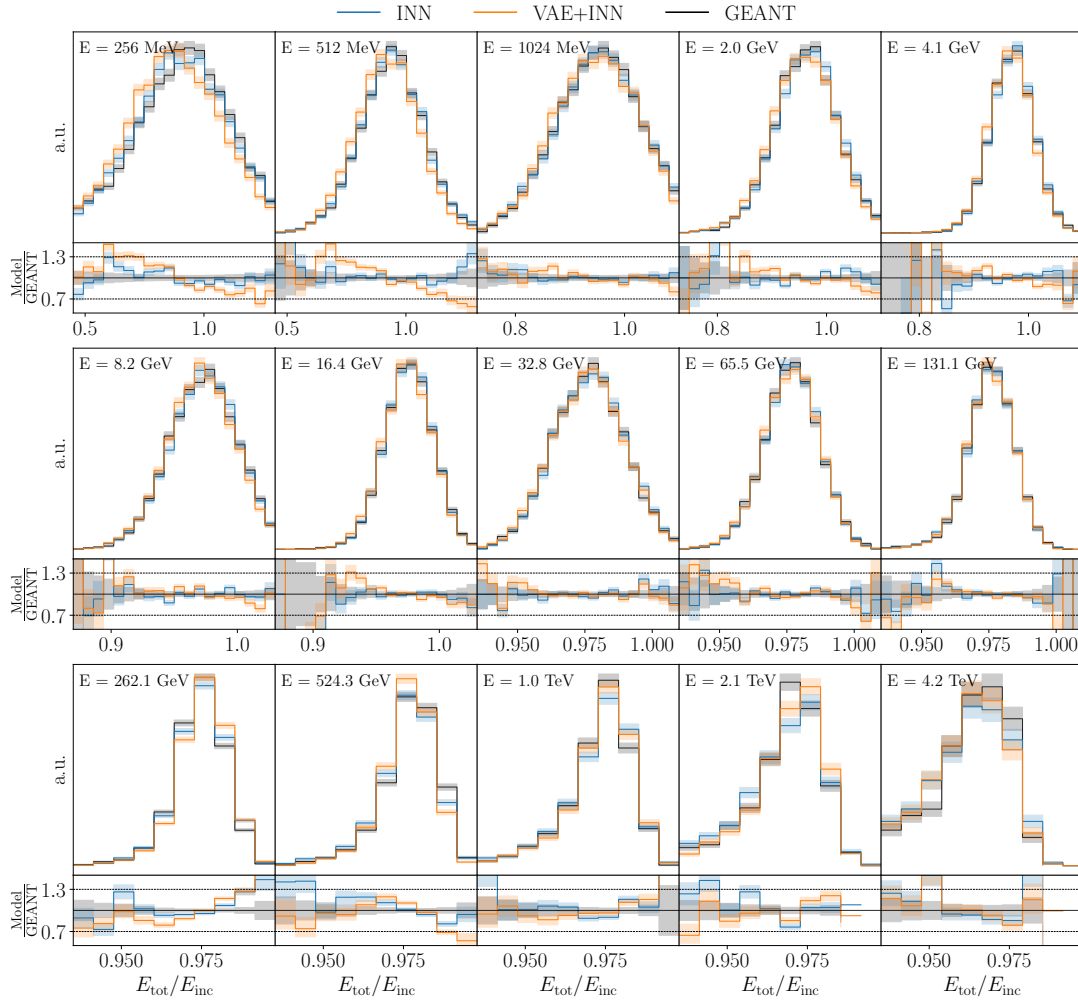 INN VAE+INN GEANT
E = 256 MeV E = 512 MeV E = 1024 MeV E = 2.0 GeV E = 4.1 GeV
a.u.
1.3
Model/GEANT
0.7
0.5 1.0 0.5 1.0 0.8 1.0 0.8 1.0 0.8 1.0
E = 8.2 GeV E = 16.4 GeV E = 32.8 GeV E = 65.5 GeV E = 131.1 GeV
a.u.
1.3
Model/GEANT
0.7
0.9 1.0 0.9 1.0 0.950 0.975 1.000 0.950 0.975 1.000 0.950 0.975 1.000
E = 262.1 GeV E = 524.3 GeV E = 1.0 TeV E = 2.1 TeV E = 4.2 TeV
a.u.
1.3
Model/GEANT
0.7
0.950 0.975 0.950 0.975 0.950 0.975 0.950 0.975 0.950 0.975
E_tot/E_inc E_tot/E_inc E_tot/E_inc E_tot/E_inc E_tot/E_inc